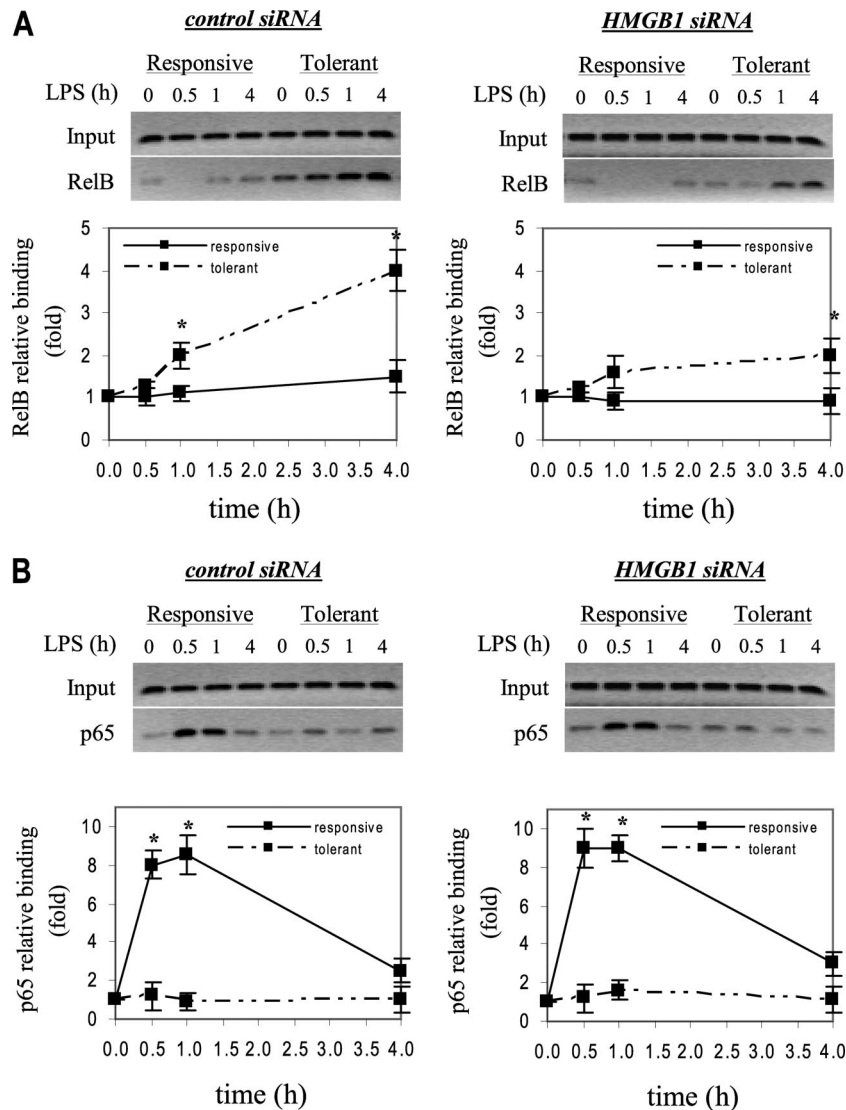 A
control siRNA
HMGB1 siRNA
Responsive Tolerant
LPS (h) 0 0.5 1 4 0 0.5 1 4
Input
RelB
Responsive Tolerant
LPS (h) 0 0.5 1 4 0 0.5 1 4
Input
RelB
RelB relative binding
(fold)
5
4
3
2
1
0
responsive
tolerant
*
*
0.0 0.5 1.0 1.5 2.0 2.5 3.0 3.5 4.0
time (h)
RelB relative binding
(fold)
5
4
3
2
1
0
responsive
tolerant
*
0.0 0.5 1.0 1.5 2.0 2.5 3.0 3.5 4.0
time (h)
B
control siRNA
HMGB1 siRNA
Responsive Tolerant
LPS (h) 0 0.5 1 4 0 0.5 1 4
Input
p65
Responsive Tolerant
LPS (h) 0 0.5 1 4 0 0.5 1 4
Input
p65
p65 relative binding
(fold)
10
8
6
4
2
0
* *
responsive
tolerant
0.0 0.5 1.0 1.5 2.0 2.5 3.0 3.5 4.0
time (h)
p65 relative binding
(fold)
10
8
6
4
2
0
* *
responsive
tolerant
0.0 0.5 1.0 1.5 2.0 2.5 3.0 3.5 4.0
time (h)